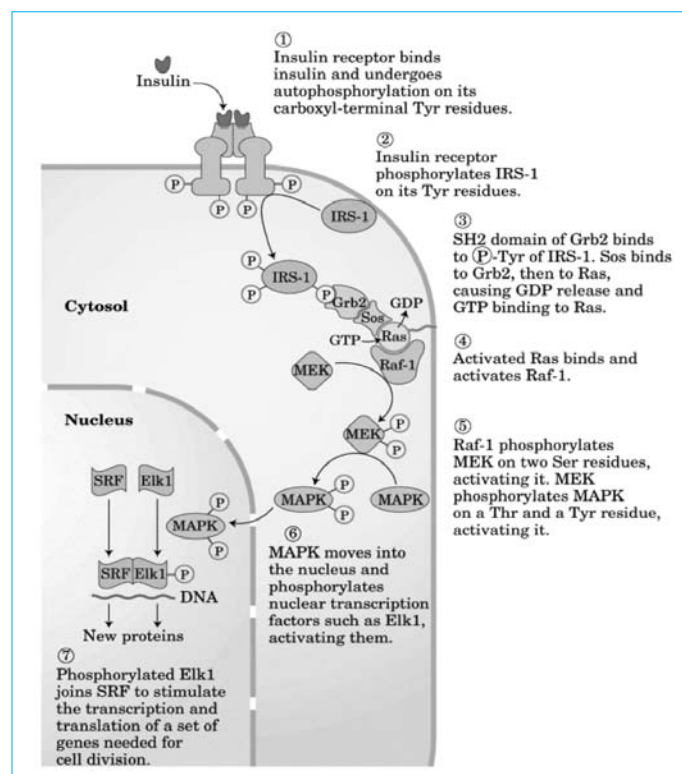 ①
Insulin receptor binds
insulin and undergoes
autophosphorylation on its
carboxyl-terminal Tyr residues.
Insulin
②
Insulin receptor
phosphorylates IRS-1
on its Tyr residues.
P
P
P
P
IRS-1
③
SH2 domain of Grb2 binds
to Ⓟ-Tyr of IRS-1. Sos binds
to Grb2, then to Ras,
causing GDP release and
GTP binding to Ras.
P
IRS-1
P
P
Grb2
Sos
GDP
Cytosol
GTP
Ras
Raf-1
④
Activated Ras binds and
activates Raf-1.
MEK
Nucleus
MEK
P
P
⑤
Raf-1 phosphorylates
MEK on two Ser residues,
activating it. MEK
phosphorylates MAPK
on a Thr and a Tyr residue,
activating it.
SRF
Elk1
MAPK
P
P
MAPK
P
P
MAPK
⑥
MAPK moves into
the nucleus and
phosphorylates
nuclear transcription
factors such as Elk1,
activating them.
SRF
Elk1
P
DNA
New proteins
⑦
Phosphorylated Elk1
joins SRF to stimulate
the transcription and
translation of a set of
genes needed for
cell division.